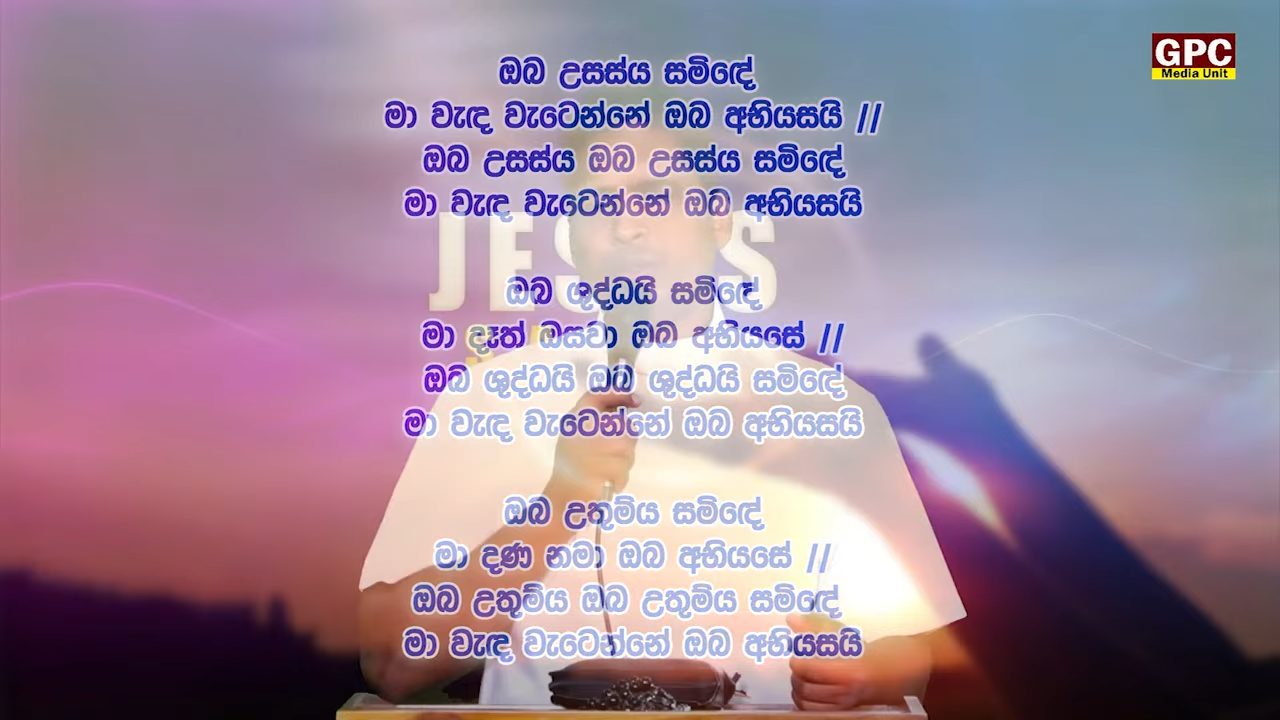 GPC
Media Unit
ඔබ උසස්ය සමිඳේ
මා වැඳ වැටෙන්නේ ඔබ අභියසයි //
ඔබ උසස්ය ඔබ උසස්ය සමිඳේ
මා වැඳ වැටෙන්නේ ඔබ අභියසයි
JESUS
ඔබ ශුද්ධයි සමිඳේ
මා දෑත් ඔසවා ඔබ අභියසේ //
ඔබ ශුද්ධයි ඔබ ශුද්ධයි සමිඳේ
මා වැඳ වැටෙන්නේ ඔබ අභියසයි
ඔබ උතුම්ය සමිඳේ
මා දණ නමා ඔබ අභියසේ //
ඔබ උතුම්ය ඔබ උතුම්ය සමිඳේ
මා වැඳ වැටෙන්නේ ඔබ අභියසයි